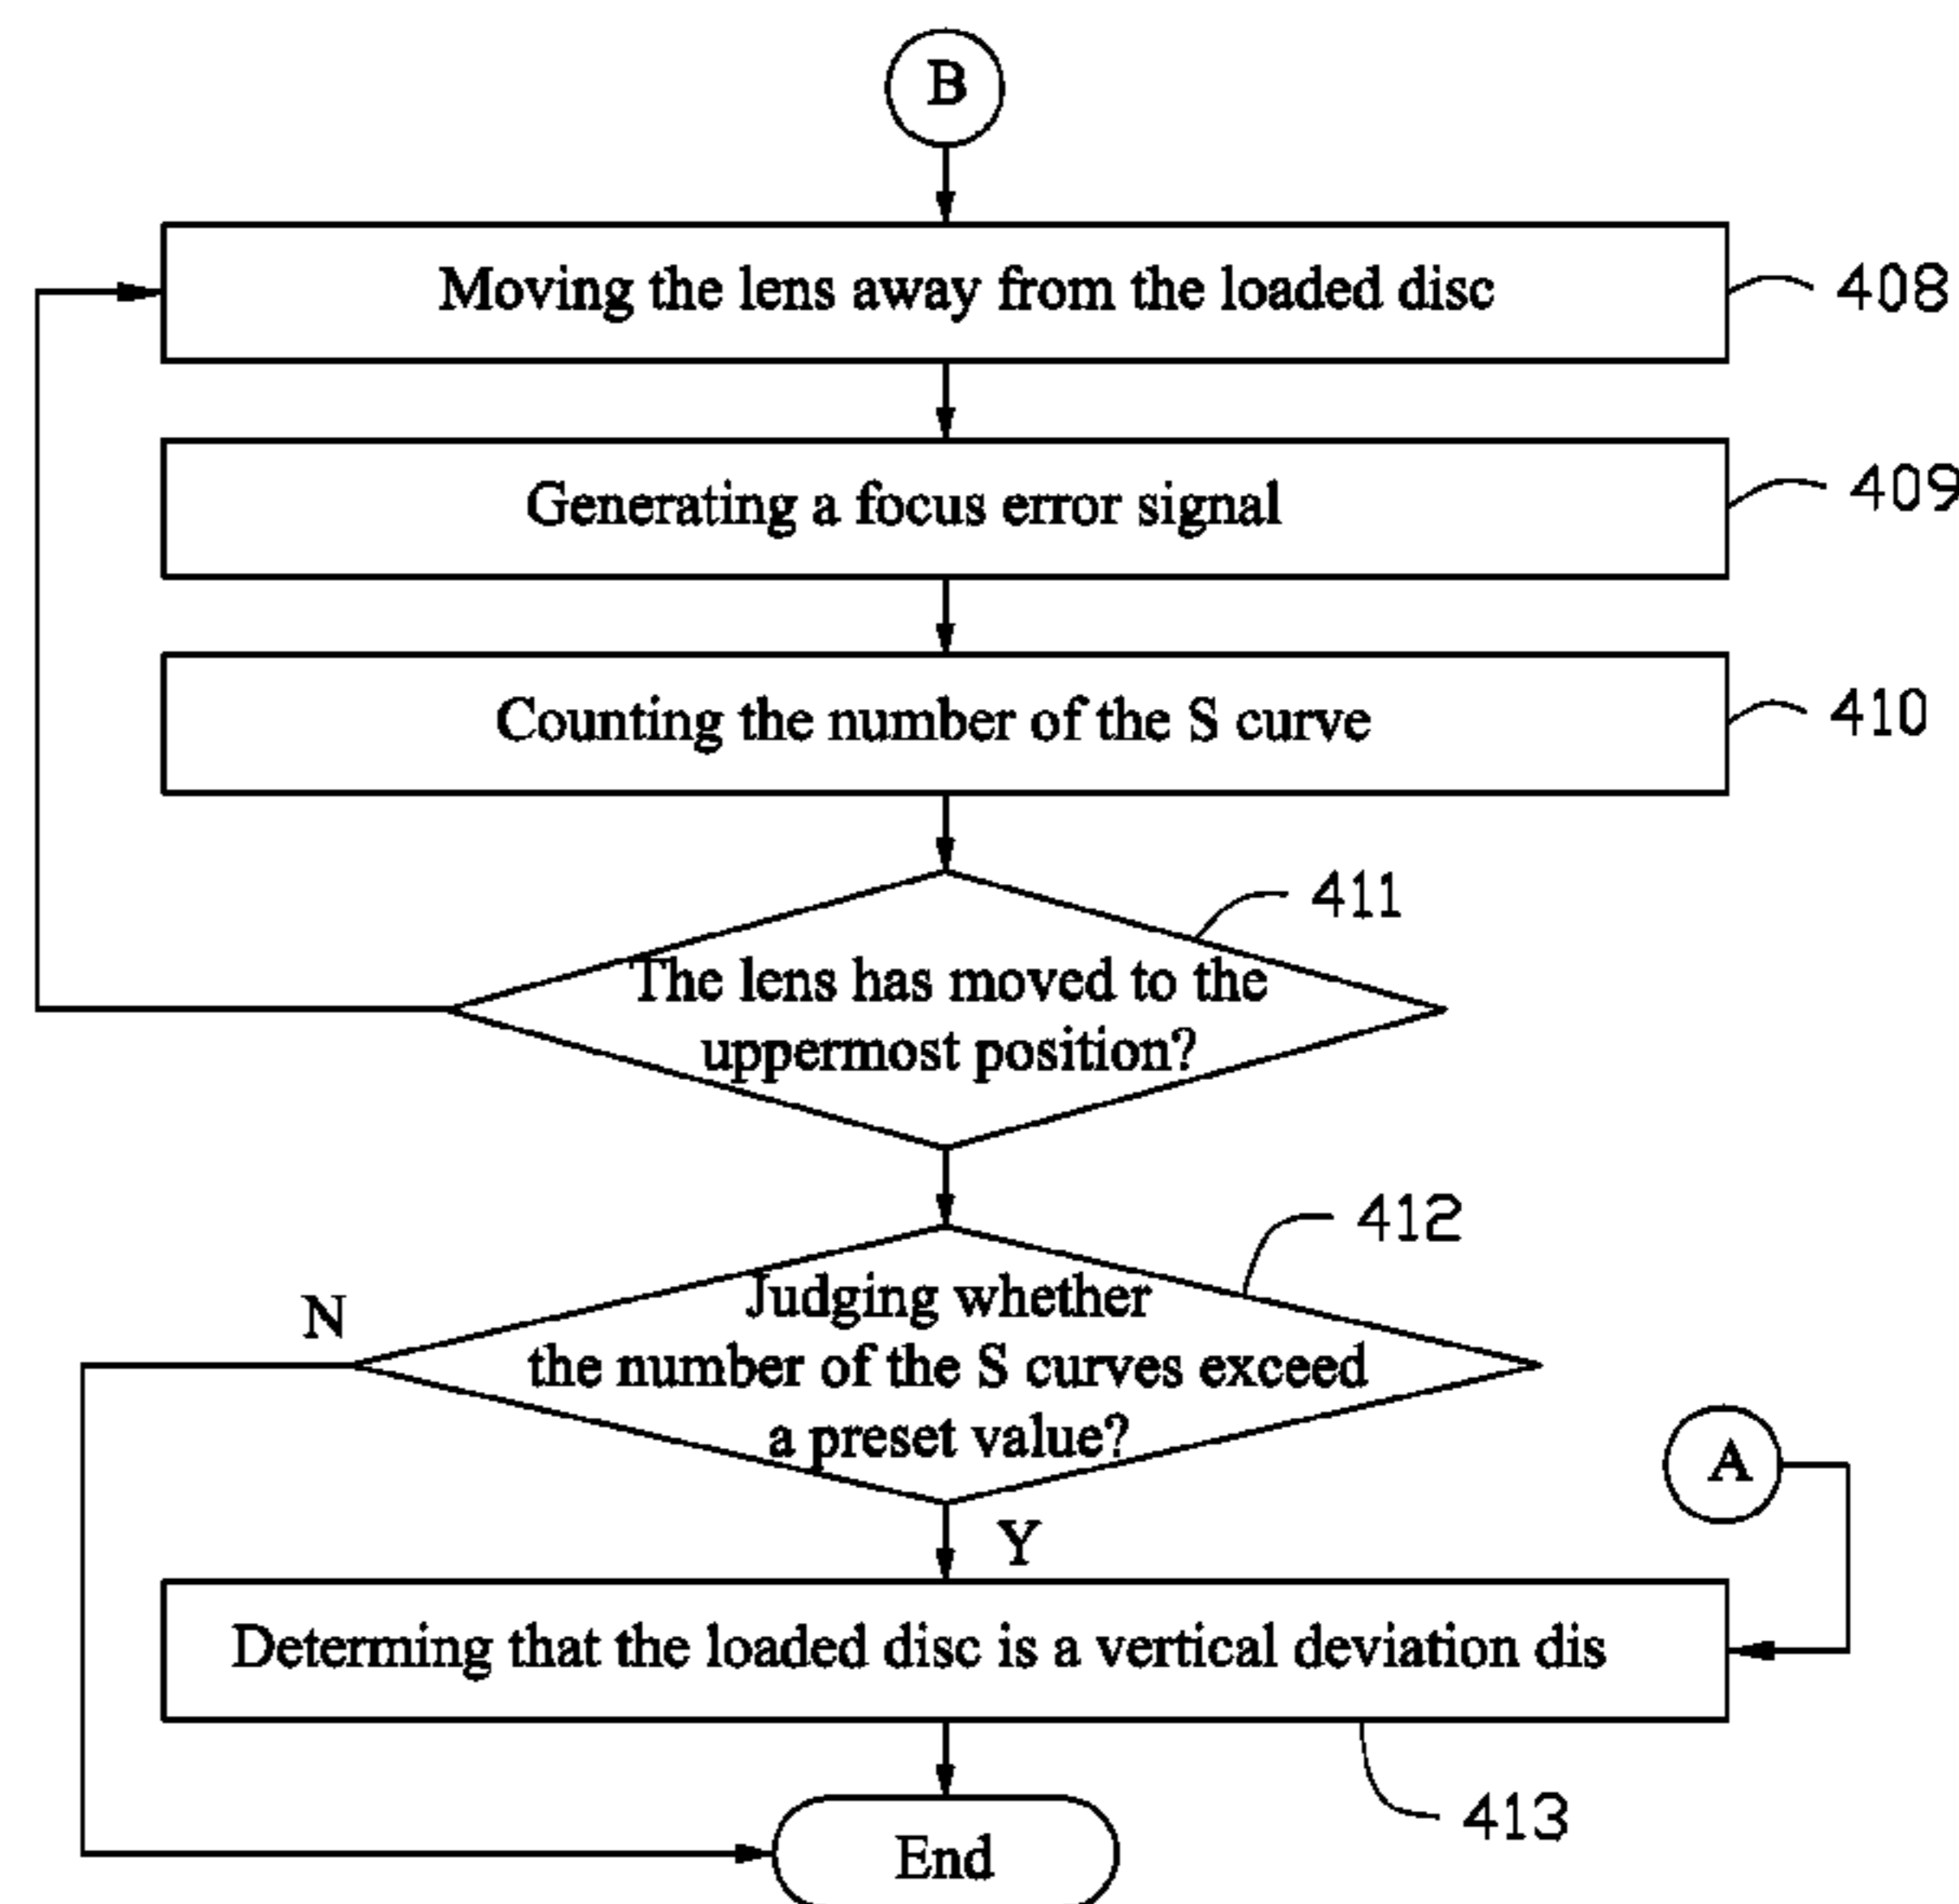 B
Moving the lens away from the loaded disc
408
Generating a focus error signal
409
Counting the number of the S curve
410
411
The lens has moved to the
uppermost position?
412
N
Judging whether
the number of the S curves exceed
a preset value?
A
Y
Determing that the loaded disc is a vertical deviation dis
413
End